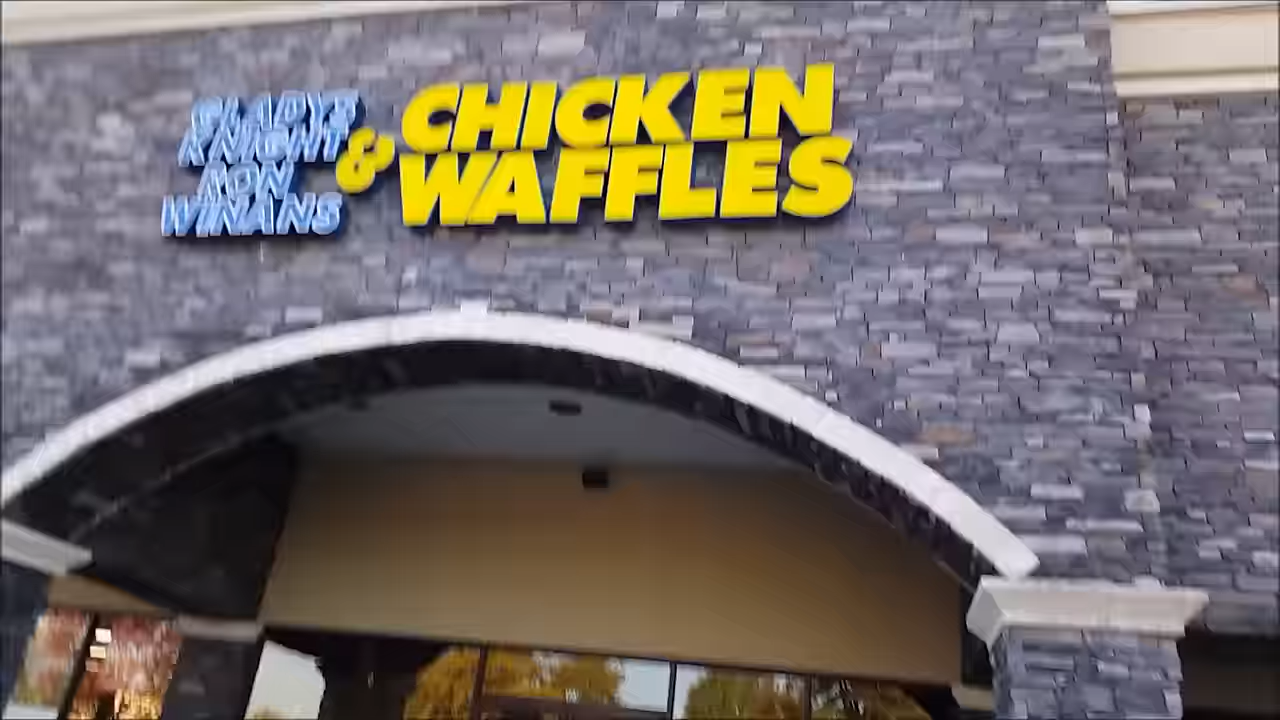 GLADYS
KNIGHT
RON
WINANS
&
CHICKEN
WAFFLES